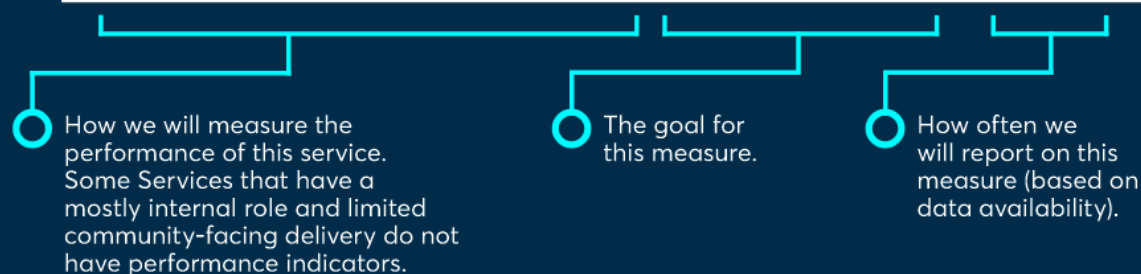 How we will measure the
performance of this service.
Some Services that have a
mostly internal role and limited
community-facing delivery do not
have performance indicators.
The goal for
this measure.
How often we
will report on this
measure (based on
data availability).